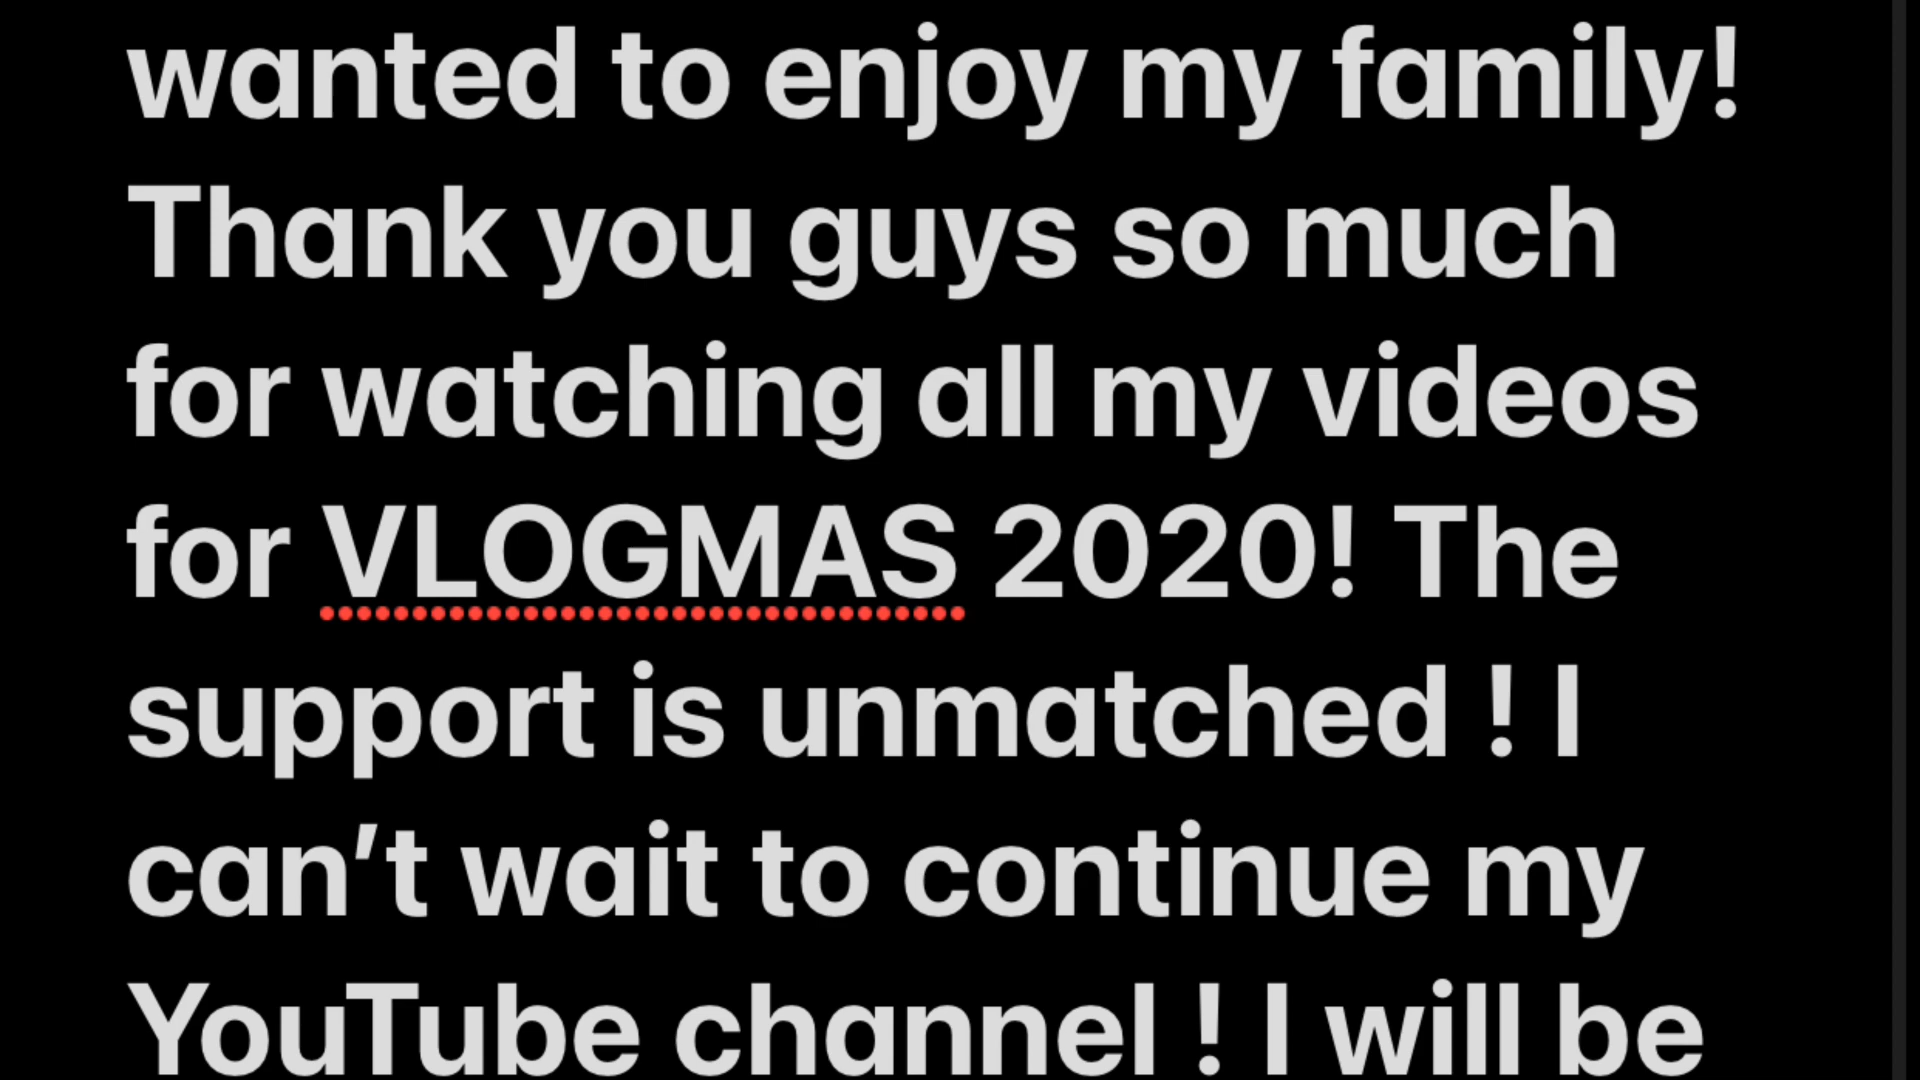 wanted to enjoy my family!
Thank you guys so much
for watching all my videos
for VLOGMAS 2020! The
support is unmatched ! I
can’t wait to continue my
YouTube channel ! I will be